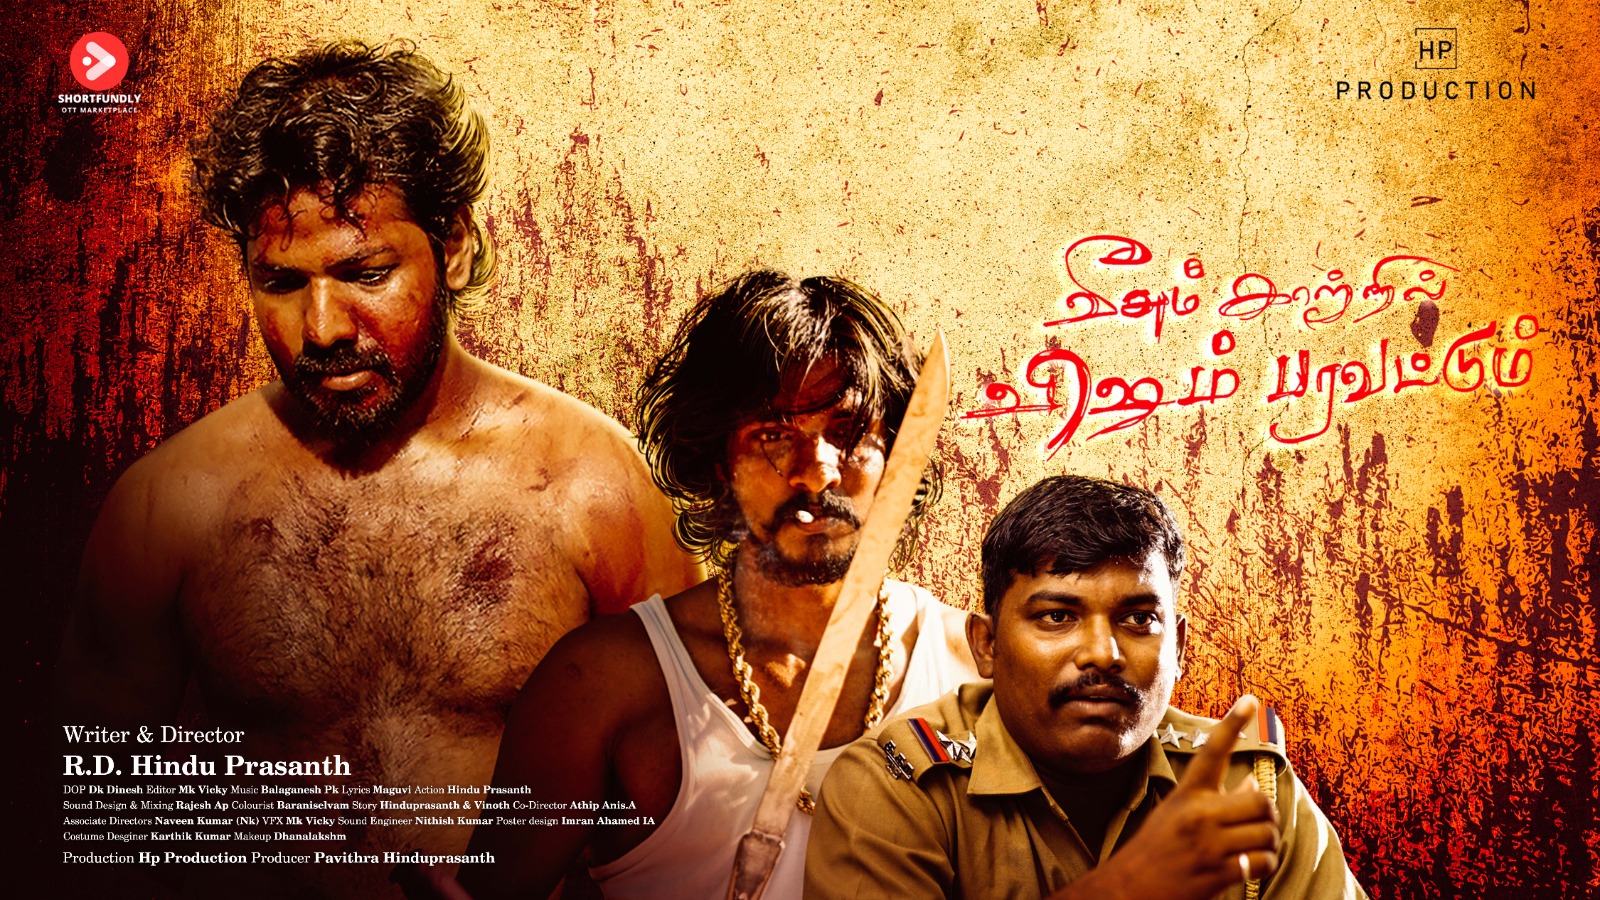 SHORTFUNDLY
OTT MARKETPLACE
HP
PRODUCTION
வீசும் காற்றில்
விஷம் பரவட்டும்
Writer & Director
R.D. Hindu Prasanth
DOP Dk Dinesh Editor Mk Vicky Music Balaganesh Pk Lyrics Maguvi Action Hindu Prasanth
Sound Design & Mixing Rajesh Ap Colourist Baraniselvam Story Hinduprasanth & Vinoth Co-Director Athip Anis.A
Associate Directors Naveen Kumar (Nk) VFX Mk Vicky Sound Engineer Nithish Kumar Poster design Imran Ahamed IA
Costume Desginer Karthik Kumar Makeup Dhanalakshm
Production Hp Production Producer Pavithra Hinduprasanth